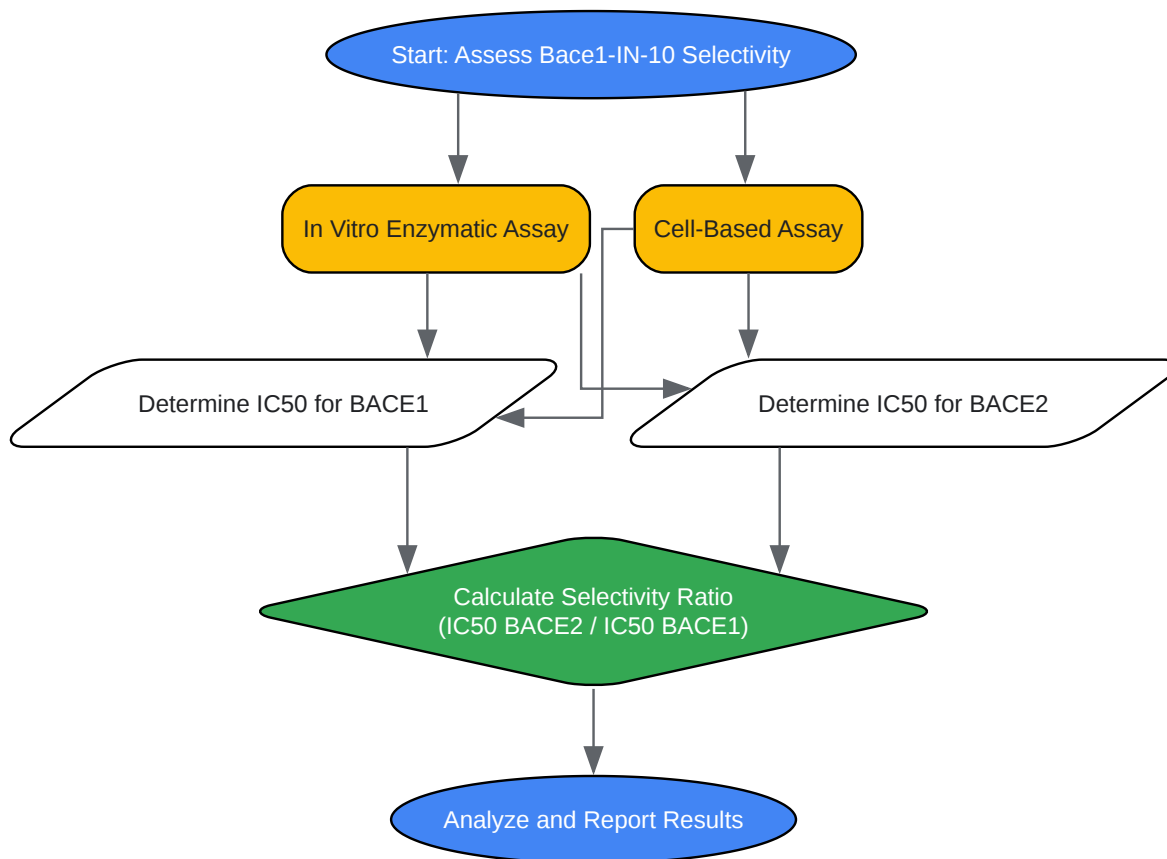 Start: Assess Bace1-IN-10 Selectivity
In Vitro Enzymatic Assay
Cell-Based Assay
Determine IC50 for BACE1
Determine IC50 for BACE2
Calculate Selectivity Ratio
(IC50 BACE2 / IC50 BACE1)
Analyze and Report Results